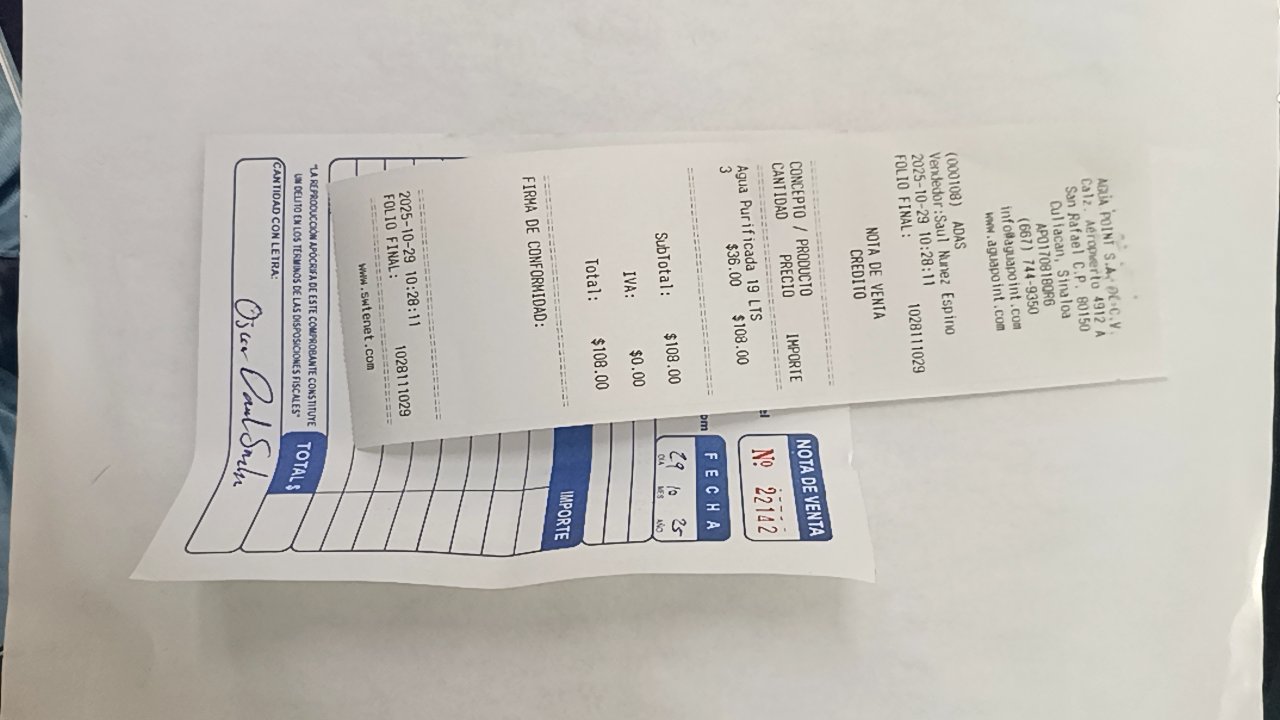 AGUA POINT S.A. DE C.V.
Calz. Aeropuerto 4912 A
San Rafael C.P. 80150
Culiacan, Sinaloa
(667) 744-9350
info@aguapoint.com
www.aguapoint.com
(000108) ADAS
Vendedor:Saul Nunez Espino
2025-10-29 10:28:11
FOLIO FINAL: 1028111029
NOTA DE VENTA
CREDITO
CONCEPTO / PRODUCTO
CANTIDAD PRECIO IMPORTE
Agua Purificada 19 LTS
3 $36.00 $108.00
SubTotal: $108.00
IVA: $0.00
Total: $108.00
FIRMA DE CONFORMIDAD:
2025-10-29 10:28:11
FOLIO FINAL: 1028111029
www.swtenet.com
NOTA DE VENTA
Nº 22142
el
om
FECHA
29 10 25
DIA MES AÑO
IMPORTE
TOTAL $
"LA REPRODUCCIÓN APOCRIFA DE ESTE COMPROBANTE CONSTITUYE
UN DELITO EN LOS TERMINOS DE LAS DISPOSICIONES FISCALES"
CANTIDAD CON LETRA: